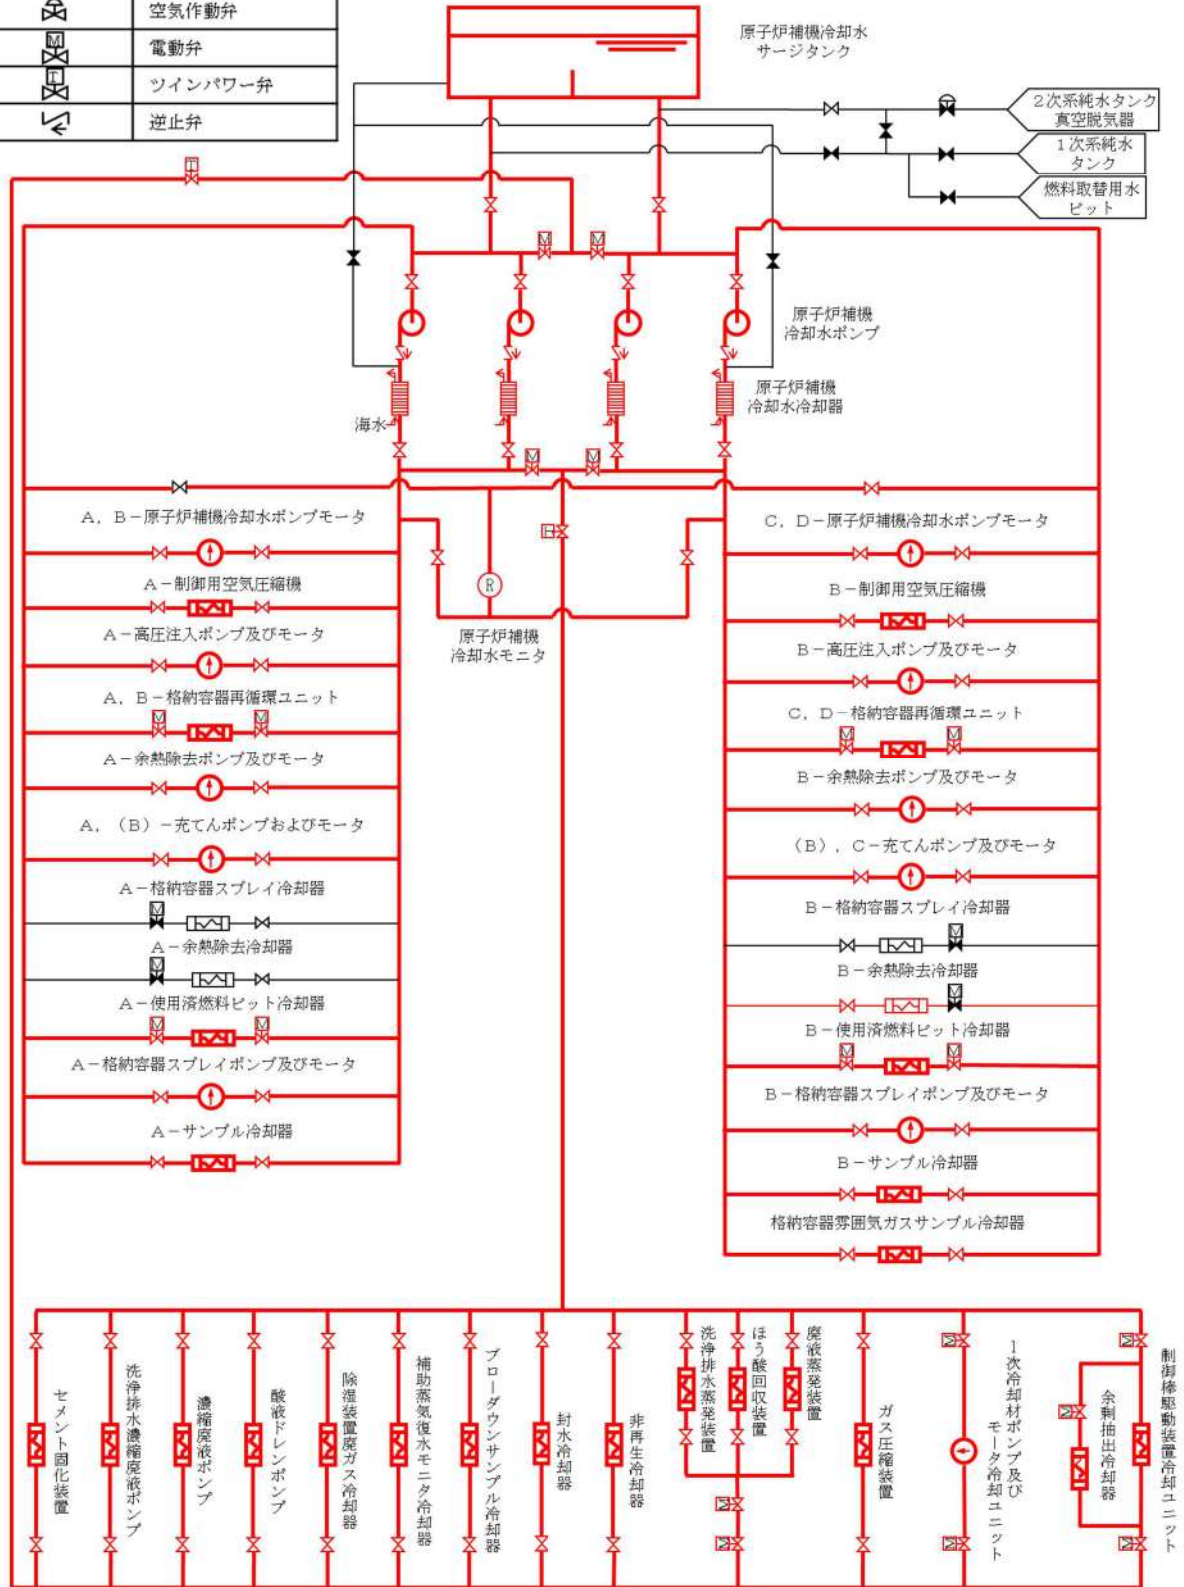 空気作動弁
M
電動弁
T
ツインパワー弁
逆止弁
原子炉補機冷却水
サージタンク
2次系純水タンク
真空脱気器
1次系純水
タンク
燃料取替用水
ピット
T
M
M
原子炉補機
冷却水ポンプ
原子炉補機
冷却水冷却器
海水
M
M
T
R
原子炉補機
冷却水モニタ
A,B-原子炉補機冷却水ポンプモータ
A-制御用空気圧縮機
A-高圧注入ポンプ及びモータ
A,B-格納容器再循環ユニット
M
M
A-余熱除去ポンプ及びモータ
A,(B)-充てんポンプおよびモータ
A-格納容器スプレイ冷却器
M
A-余熱除去冷却器
M
A-使用済燃料ピット冷却器
M
M
A-格納容器スプレイポンプ及びモータ
A-サンプル冷却器
C,D-原子炉補機冷却水ポンプモータ
B-制御用空気圧縮機
B-高圧注入ポンプ及びモータ
C,D-格納容器再循環ユニット
M
M
B-余熱除去ポンプ及びモータ
(B),C-充てんポンプ及びモータ
B-格納容器スプレイ冷却器
M
B-余熱除去冷却器
M
B-使用済燃料ピット冷却器
M
M
B-格納容器スプレイポンプ及びモータ
B-サンプル冷却器
格納容器雰囲気ガスサンプル冷却器
セメント固化装置
洗浄排水濃縮廃液ポンプ
濃縮廃液ポンプ
酸液ドレンポンプ
除湿装置廃ガス冷却器
補助蒸気復水モニタ冷却器
ブローダウンサンプル冷却器
封水冷却器
非再生冷却器
洗浄排水蒸発装置
ほう酸回収装置
廃液蒸発装置
M
M
ガス圧縮装置
M
M
1次冷却材ポンプ及び
モータ冷却ユニット
M
M
余剰抽出冷却器
M
制御棒駆動装置冷却ユニット